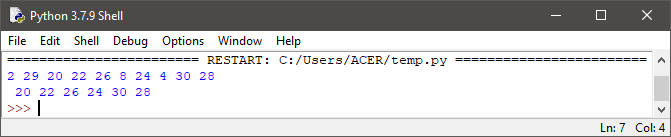 Python 3.7.9 Shell
File Edit Shell Debug Options Window Help
======================== RESTART: C:/Users/ACER/temp.py ========================
2 29 20 22 26 8 24 4 30 28
20 22 26 24 30 28
>>>
Ln: 7 Col: 4